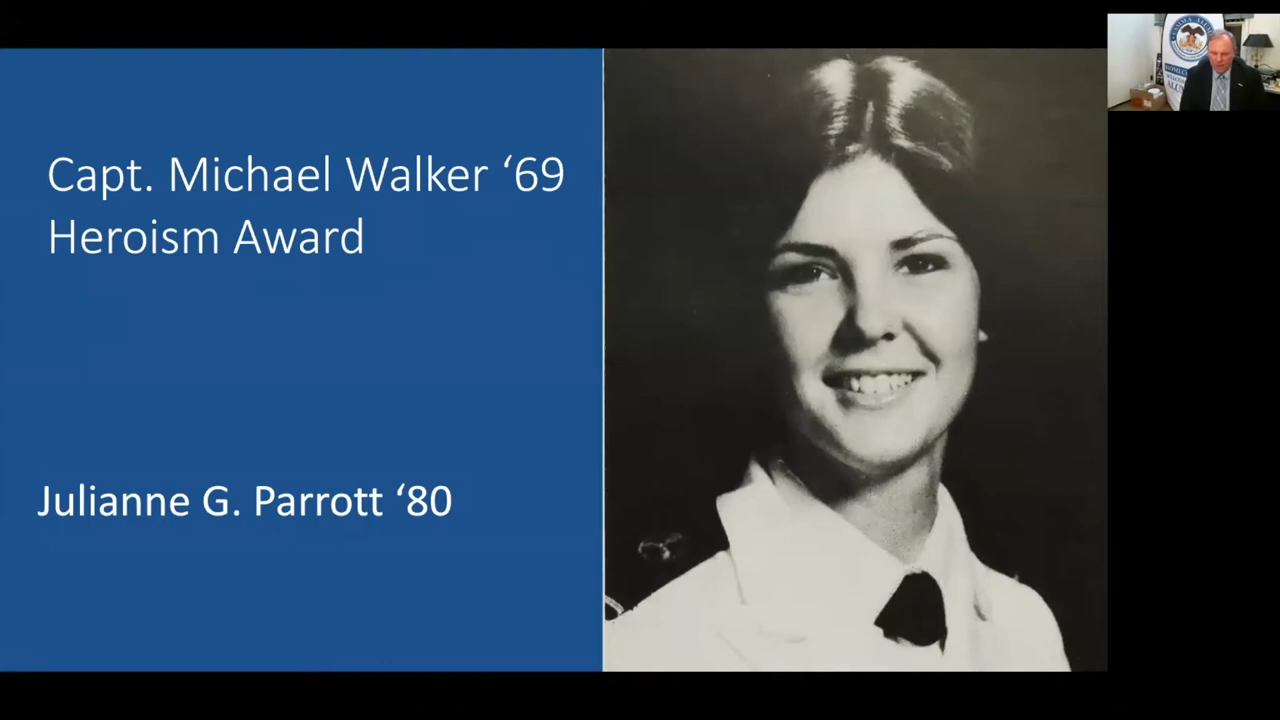 Capt. Michael Walker ‘69
Heroism Award
Julianne G. Parrott ‘80